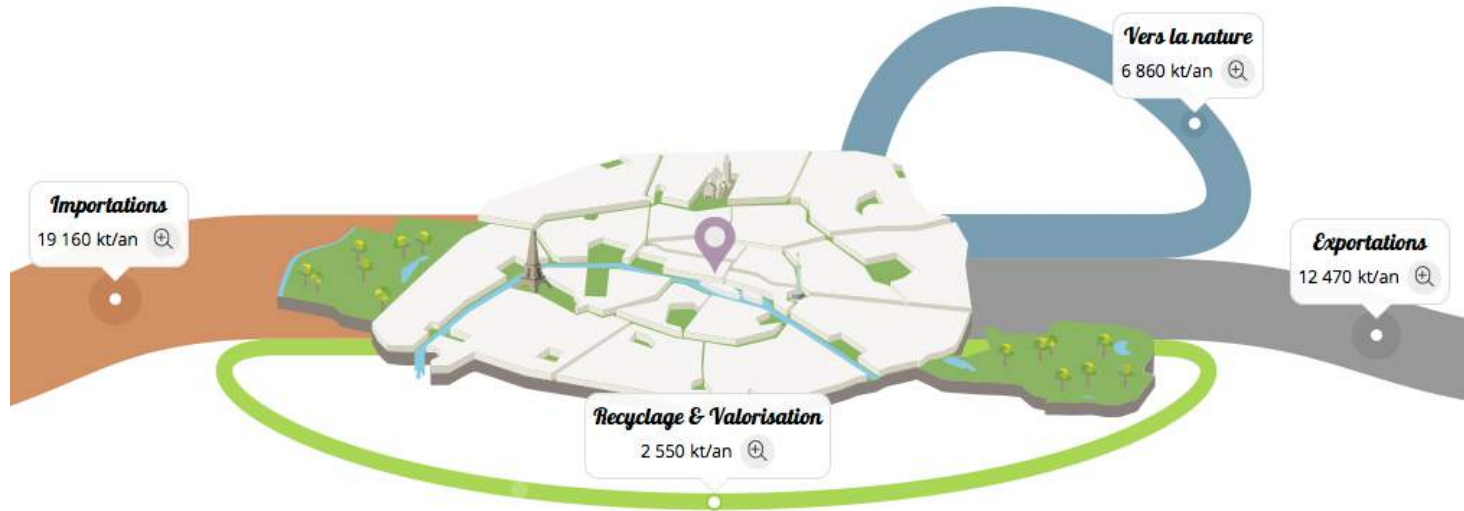 Vers la nature
6 860 kt/an
Importations
19 160 kt/an
Exportations
12 470 kt/an
Recyclage & Valorisation
2 550 kt/an